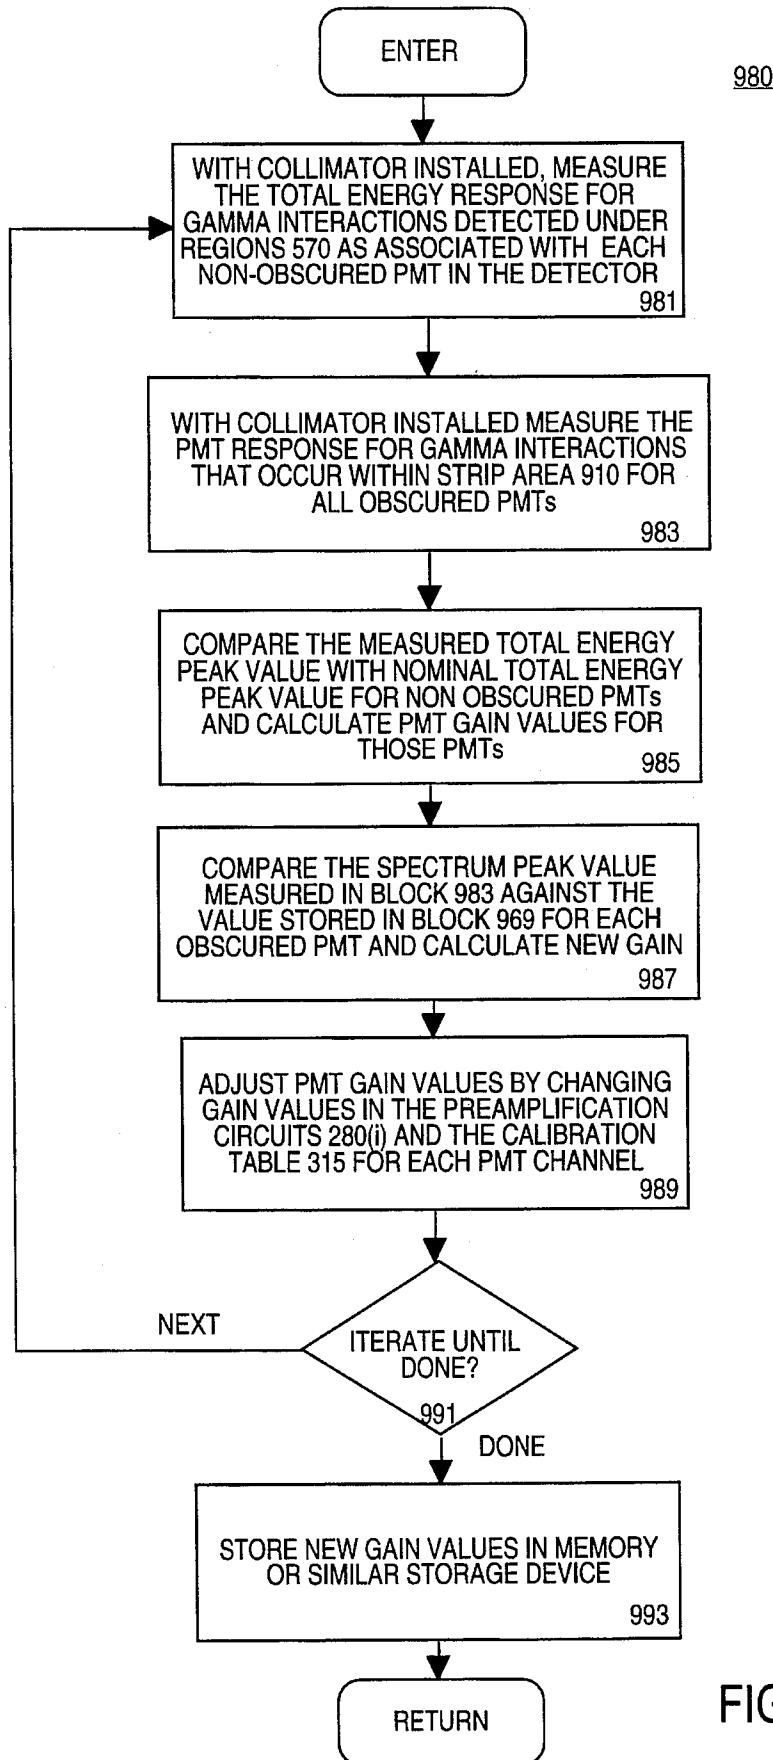 ENTER
980
WITH COLLIMATOR INSTALLED, MEASURE
THE TOTAL ENERGY RESPONSE FOR
GAMMA INTERACTIONS DETECTED UNDER
REGIONS 570 AS ASSOCIATED WITH EACH
NON-OBSCURED PMT IN THE DETECTOR
981
WITH COLLIMATOR INSTALLED MEASURE THE
PMT RESPONSE FOR GAMMA INTERACTIONS
THAT OCCUR WITHIN STRIP AREA 910 FOR
ALL OBSCURED PMTs
983
COMPARE THE MEASURED TOTAL ENERGY
PEAK VALUE WITH NOMINAL TOTAL ENERGY
PEAK VALUE FOR NON OBSCURED PMTs
AND CALCULATE PMT GAIN VALUES FOR
THOSE PMTs
985
COMPARE THE SPECTRUM PEAK VALUE
MEASURED IN BLOCK 983 AGAINST THE
VALUE STORED IN BLOCK 969 FOR EACH
OBSCURED PMT AND CALCULATE NEW GAIN
987
ADJUST PMT GAIN VALUES BY CHANGING
GAIN VALUES IN THE PREAMPLIFICATION
CIRCUITS 280(i) AND THE CALIBRATION
TABLE 315 FOR EACH PMT CHANNEL
989
NEXT
ITERATE UNTIL
DONE?
991
DONE
STORE NEW GAIN VALUES IN MEMORY
OR SIMILAR STORAGE DEVICE
993
RETURN
FIG